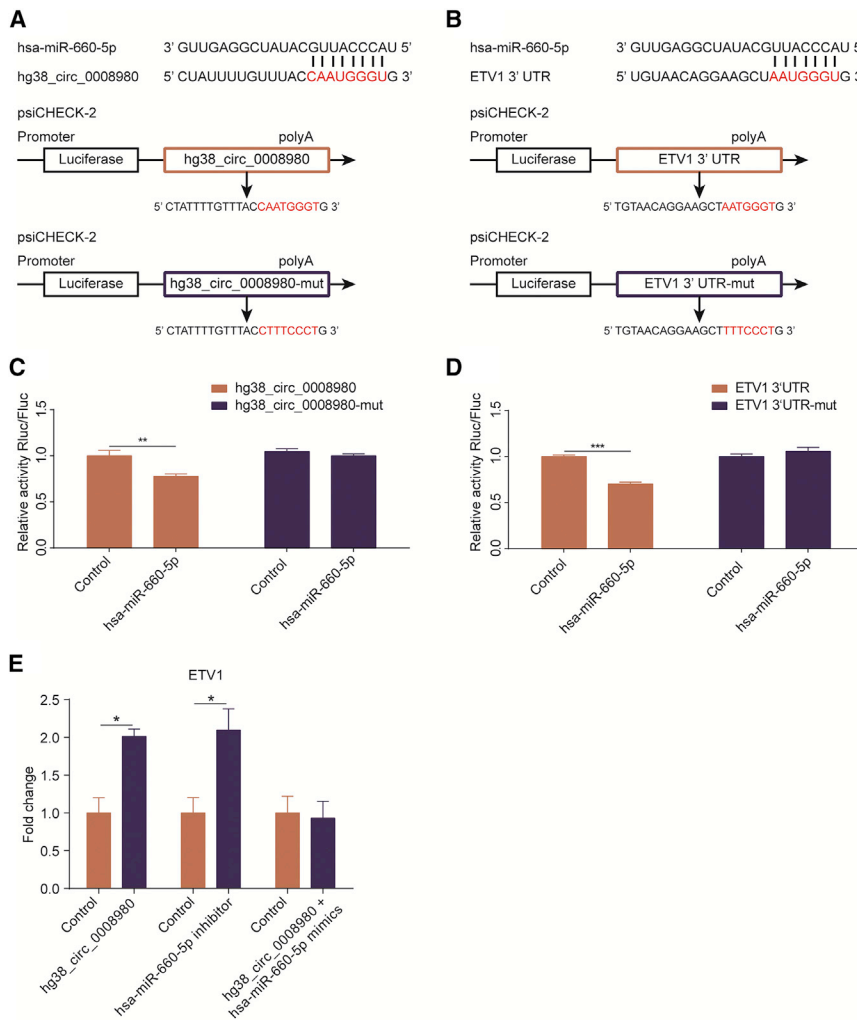 A
hsa-miR-660-5p 3' GUUGAGGCUAUACGUUACCCAU 5'
hg38_circ_0008980 5' CUAUUUUGUUUACCAAUGGGUG 3'
psiCHECK-2
Promoter polyA
Luciferase hg38_circ_0008980
5' CTATTTTGTTTACCAATGGGTG 3'
psiCHECK-2
Promoter polyA
Luciferase hg38_circ_0008980-mut
5' CTATTTTGTTTACCTTTCCCTG 3'
B
hsa-miR-660-5p 3' GUUGAGGCUAUACGUUACCCAU 5'
ETV1 3' UTR 5' UGUAACAGGAAGCUAAUGGGUG 3'
psiCHECK-2
Promoter polyA
Luciferase ETV1 3' UTR
5' TGTAACAGGAAGCTAATGGGTG 3'
psiCHECK-2
Promoter polyA
Luciferase ETV1 3' UTR-mut
5' TGTAACAGGAAGCTTTTCCCTG 3'
C
hg38_circ_0008980
hg38_circ_0008980-mut
Relative activity Rluc/Fluc
1.5
1.0
0.5
0.0
**
Control
hsa-miR-660-5p
Control
hsa-miR-660-5p
D
ETV1 3'UTR
ETV1 3'UTR-mut
Relative activity Rluc/Fluc
1.5
1.0
0.5
0.0
***
Control
hsa-miR-660-5p
Control
hsa-miR-660-5p
E
ETV1
Fold change
2.5
2.0
1.5
1.0
0.5
0.0
*
*
Control
hg38_circ_0008980
Control
hsa-miR-660-5p inhibitor
Control
hg38_circ_0008980 +
hsa-miR-660-5p mimics